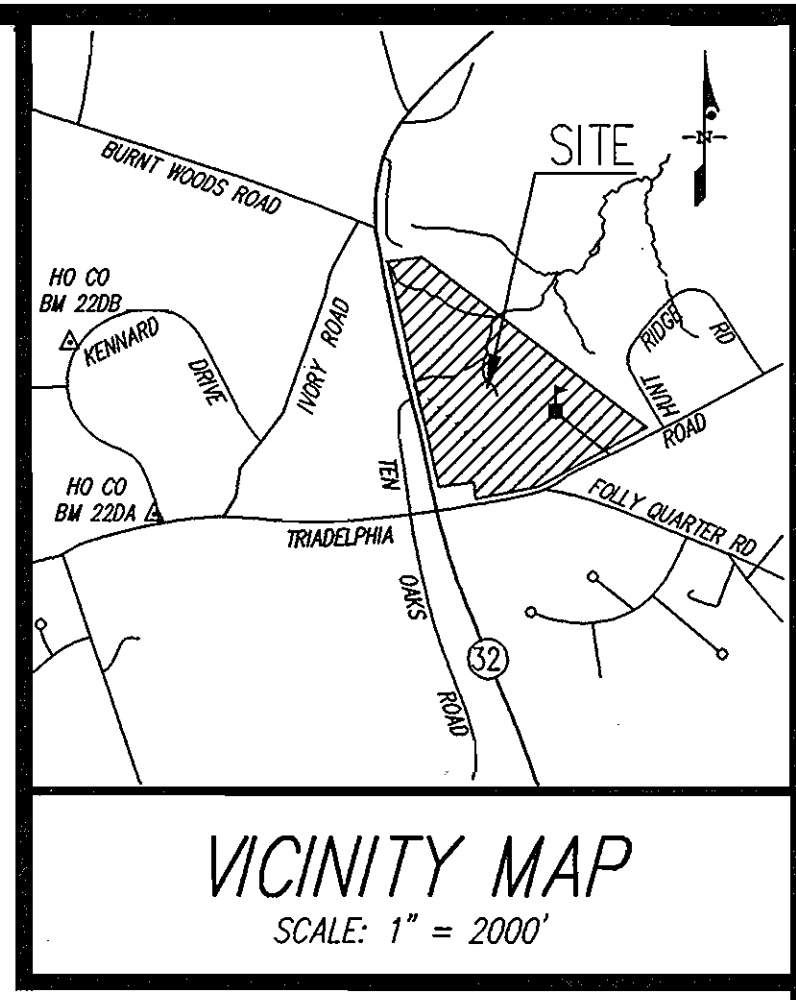 BURNT WOODS ROAD
SITE
N
HO CO
BM 22DB
KENNARD
DRIVE
IVORY ROAD
RIDGE
RD
HUNT
ROAD
HO CO
BM 22DA
TEN
FOLLY QUARTER RD
TRIADELPHIA
OAKS
32
ROAD
VICINITY MAP
SCALE: 1" = 2000'